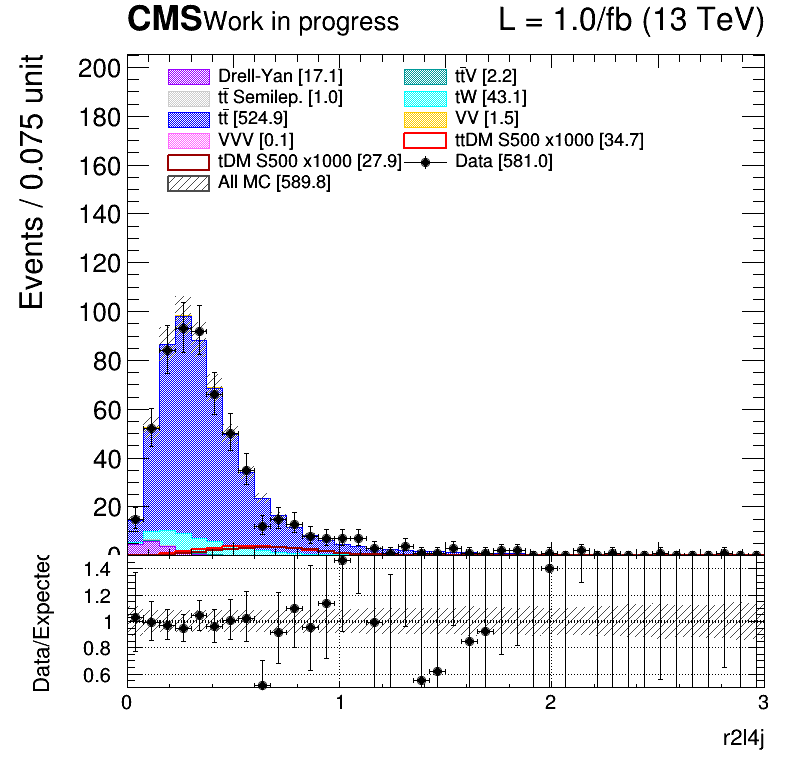 CMS Work in progress L = 1.0/fb (13 TeV)
Events / 0.075 unit
200
180
160
140
120
100
80
60
40
20
0
Drell-Yan [17.1] tt̄V [2.2]
tt̄ Semilep. [1.0] tW [43.1]
tt̄ [524.9] VV [1.5]
VVV [0.1] ttDM S500 x1000 [34.7]
tDM S500 x1000 [27.9] Data [581.0]
All MC [589.8]
Data/Expected
1.4
1.2
1
0.8
0.6
0 1 2 3
r2l4j